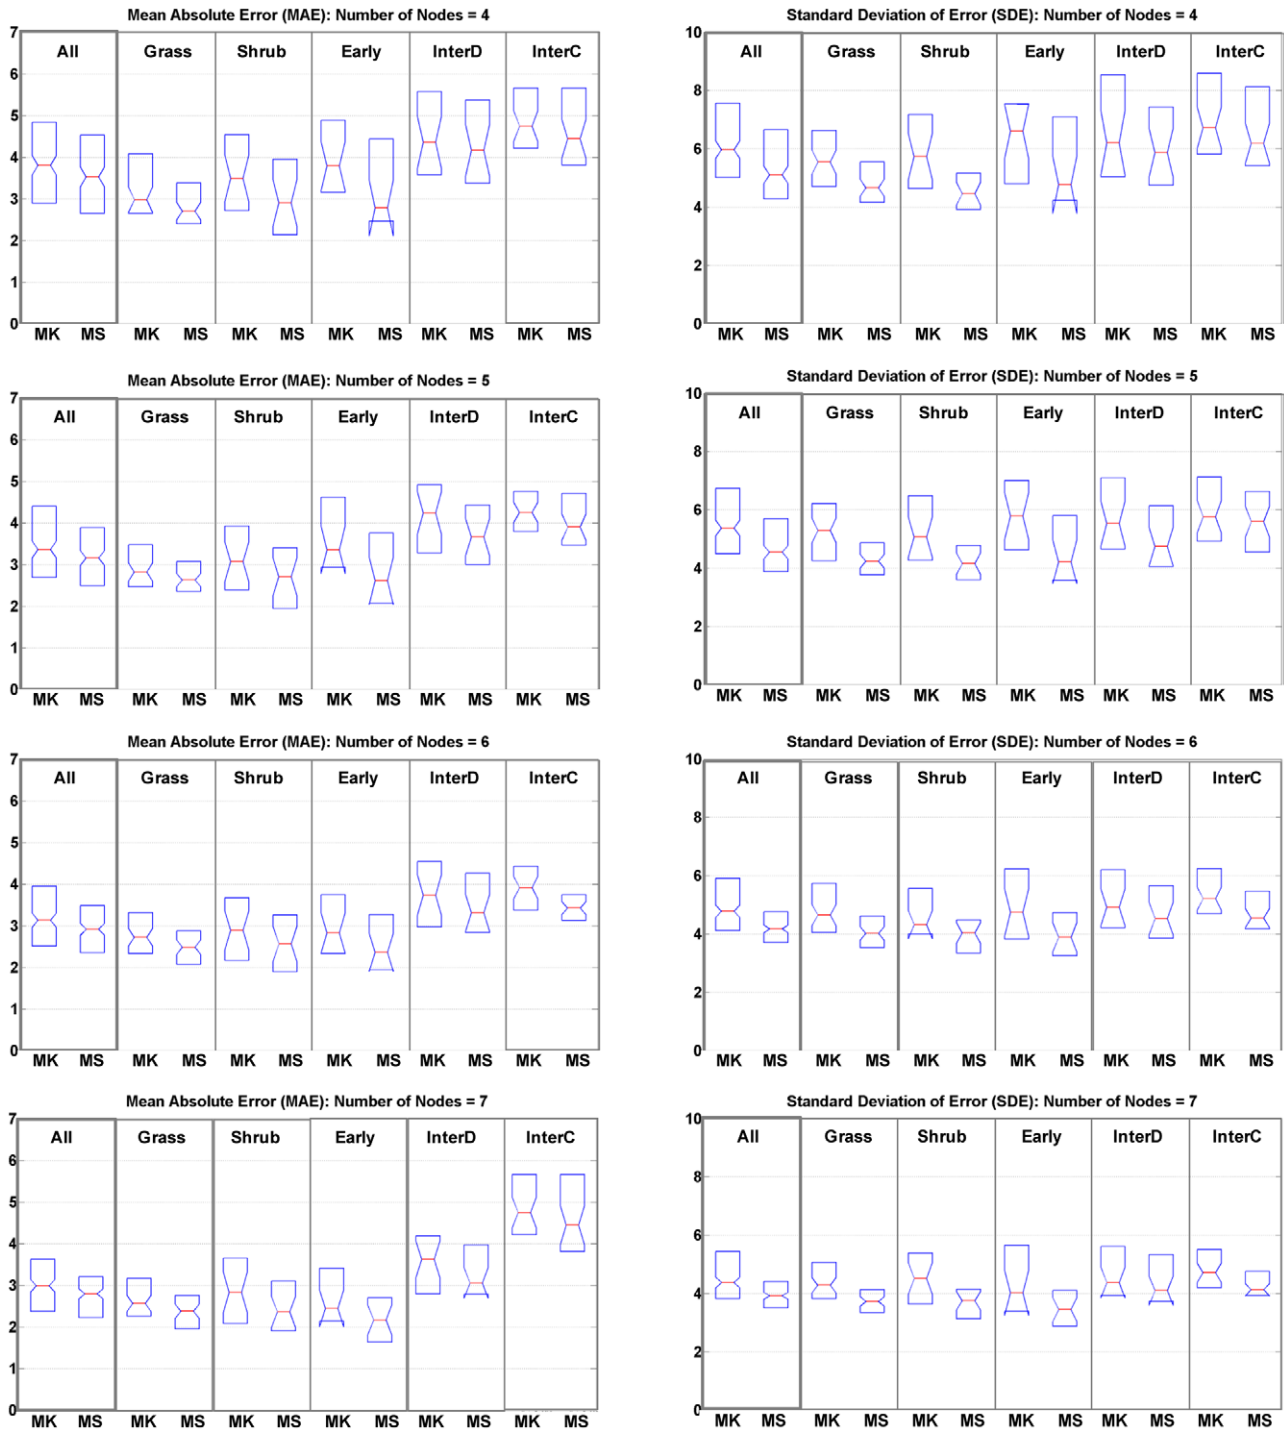 Mean Absolute Error (MAE): Number of Nodes = 4
7
6
5
4
3
2
1
0
All Grass Shrub Early InterD InterC
MK MS MK MS MK MS MK MS MK MS MK MS
Standard Deviation of Error (SDE): Number of Nodes = 4
10
8
6
4
2
0
All Grass Shrub Early InterD InterC
MK MS MK MS MK MS MK MS MK MS MK MS
Mean Absolute Error (MAE): Number of Nodes = 5
7
6
5
4
3
2
1
0
All Grass Shrub Early InterD InterC
MK MS MK MS MK MS MK MS MK MS MK MS
Standard Deviation of Error (SDE): Number of Nodes = 5
10
8
6
4
2
0
All Grass Shrub Early InterD InterC
MK MS MK MS MK MS MK MS MK MS MK MS
Mean Absolute Error (MAE): Number of Nodes = 6
7
6
5
4
3
2
1
0
All Grass Shrub Early InterD InterC
MK MS MK MS MK MS MK MS MK MS MK MS
Standard Deviation of Error (SDE): Number of Nodes = 6
10
8
6
4
2
0
All Grass Shrub Early InterD InterC
MK MS MK MS MK MS MK MS MK MS MK MS
Mean Absolute Error (MAE): Number of Nodes = 7
7
6
5
4
3
2
1
0
All Grass Shrub Early InterD InterC
MK MS MK MS MK MS MK MS MK MS MK MS
Standard Deviation of Error (SDE): Number of Nodes = 7
10
8
6
4
2
0
All Grass Shrub Early InterD InterC
MK MS MK MS MK MS MK MS MK MS MK MS